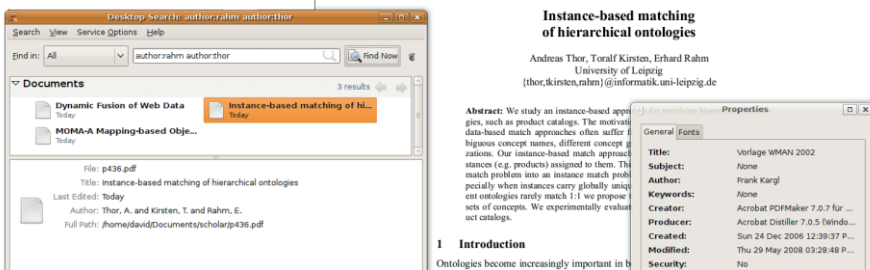 Desktop Search: author:rahm author:thor
Search View Service Options Help
Find in: All author:rahm author:thor Find Now
Documents 3 results
Dynamic Fusion of Web Data
Today
Instance-based matching of hi...
Today
MOMA-A Mapping-based Obje...
Today
File: p436.pdf
Title: Instance-based matching of hierarchical ontologies
Last Edited: Today
Author: Thor, A. and Kirsten, T. and Rahm, E.
Full Path: /home/david/Documents/scholar/p436.pdf
Instance-based matching
of hierarchical ontologies
Andreas Thor, Toralf Kirsten, Erhard Rahm
University of Leipzig
{thor,tkirsten,rahm}@informatik.uni-leipzig.de
Abstract: We study an instance-based appr
gies, such as product catalogs. The motivati
data-based match approaches often suffer f
biguous concept names, different concept g
zations. Our instance-based match approach
stances (e.g. products) assigned to them. Thi
match problem into an instance match prob
pecially when instances carry globally uniqu
ent ontologies rarely match 1:1 we propose
sets of concepts. We experimentally evaluat
uct catalogs.
1 Introduction
Ontologies become increasingly important in b
Properties
General Fonts
Title: Vorlage WMAN 2002
Subject: None
Author: Frank Kargl
Keywords: None
Creator: Acrobat PDFMaker 7.0.7 für ...
Producer: Acrobat Distiller 7.0.5 (Windo...
Created: Sun 24 Dec 2006 12:39:37 P...
Modified: Thu 29 May 2008 03:28:48 P...
Security: No